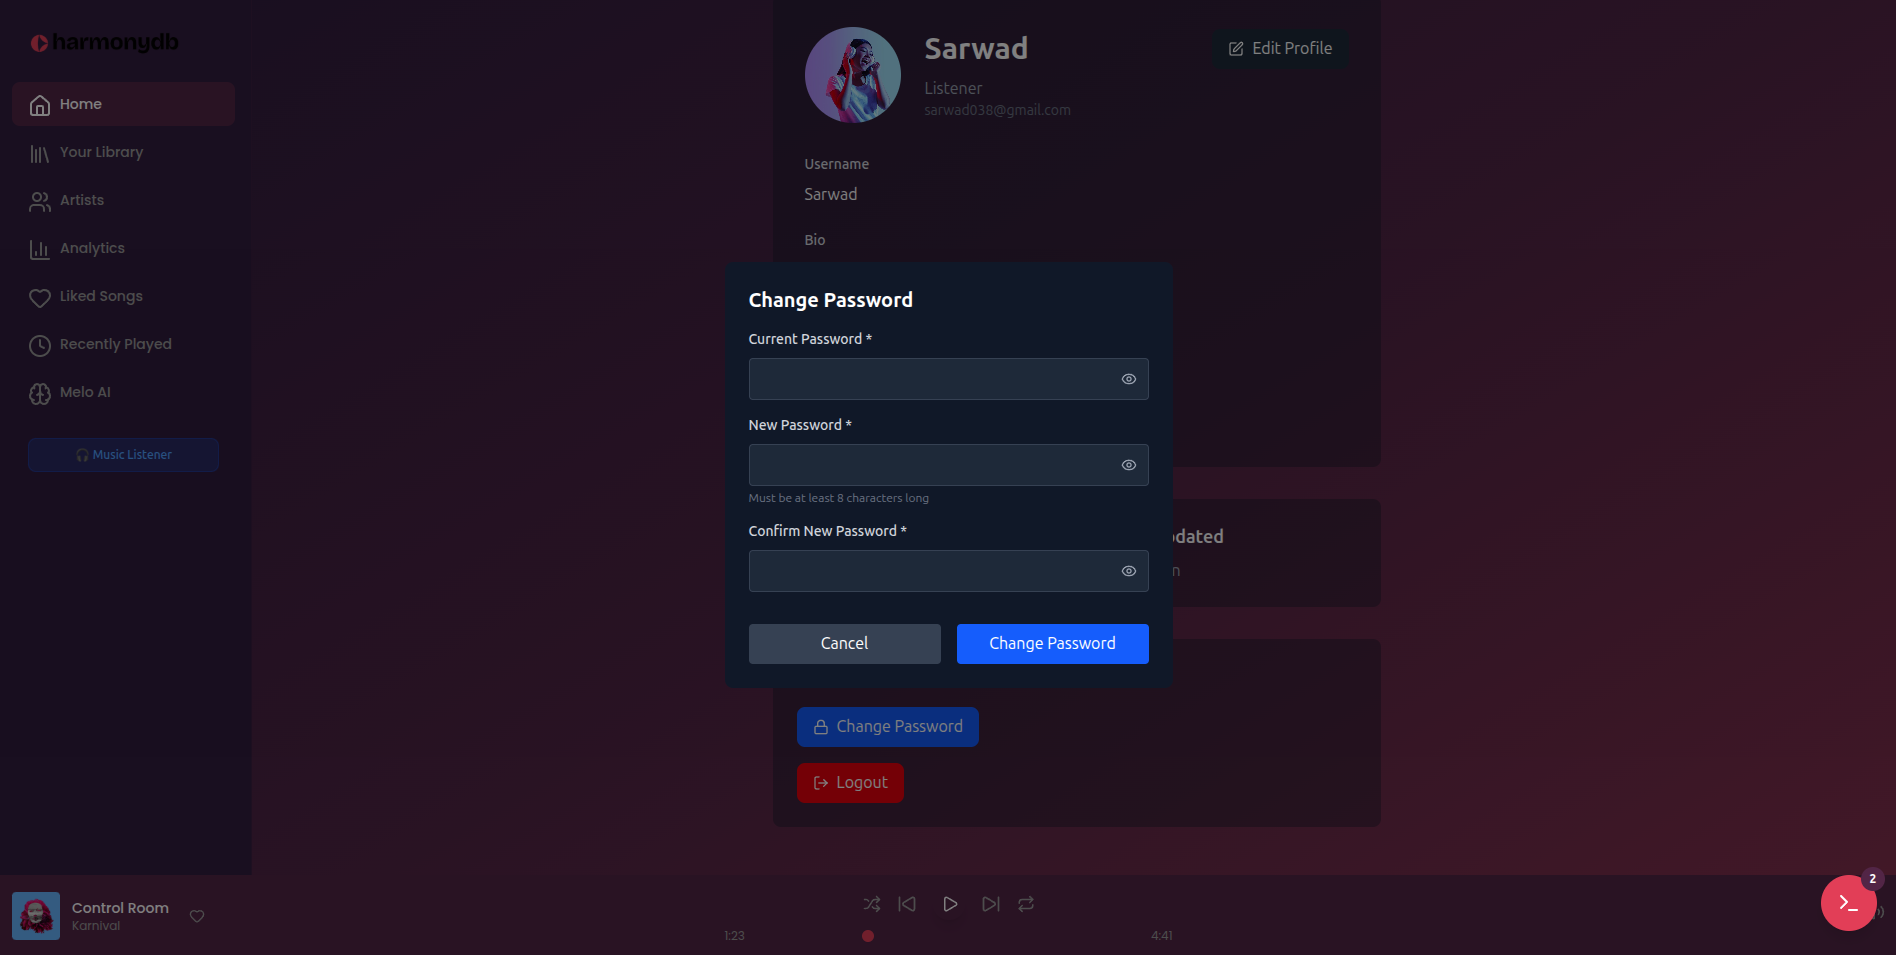 harmonydb
Home
Your Library
Artists
Analytics
Liked Songs
Recently Played
Melo AI
🎧 Music Listener
Sarwad
Edit Profile
Listener
sarwad038@gmail.com
Username
Sarwad
Bio
Change Password
Current Password *
New Password *
Must be at least 8 characters long
Confirm New Password *
Cancel
Change Password
dated
n
Change Password
Logout
Control Room
Karnival
1:23
4:41
2